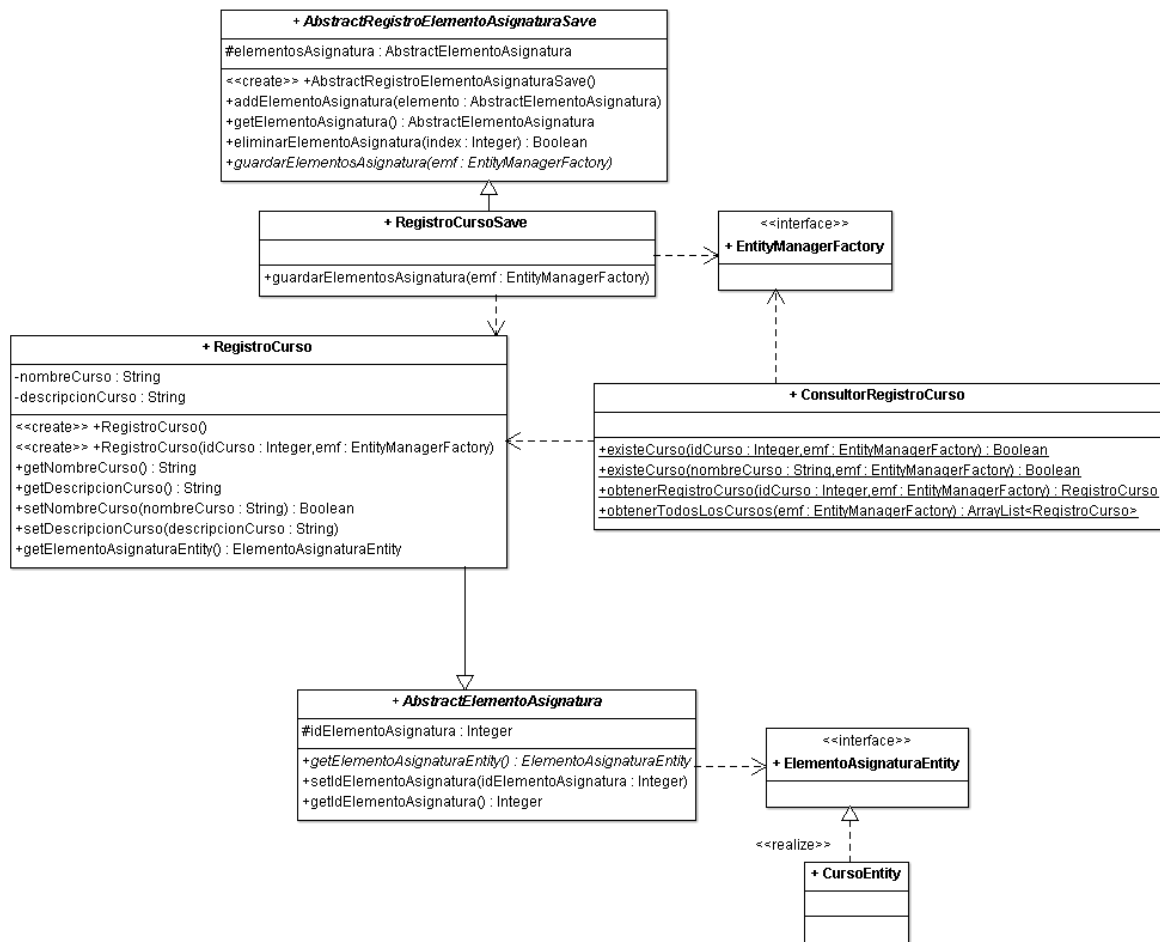 + AbstractRegistroElementoAsignaturaSave
#elementosAsignatura : AbstractElementoAsignatura
<<create>> +AbstractRegistroElementoAsignaturaSave()
+addElementoAsignatura(elemento : AbstractElementoAsignatura)
+getElementoAsignatura() : AbstractElementoAsignatura
+eliminarElementoAsignatura(index : Integer) : Boolean
+guardarElementosAsignatura(emf : EntityManagerFactory)
+ RegistroCursoSave
+guardarElementosAsignatura(emf : EntityManagerFactory)
<<interface>>
+ EntityManagerFactory
+ RegistroCurso
-nombreCurso : String
-descripcionCurso : String
<<create>> +RegistroCurso()
<<create>> +RegistroCurso(idCurso : Integer,emf : EntityManagerFactory)
+getNombreCurso() : String
+getDescripcionCurso() : String
+setNombreCurso(nombreCurso : String) : Boolean
+setDescripcionCurso(descripcionCurso : String)
+getElementoAsignaturaEntity() : ElementoAsignaturaEntity
+ ConsultorRegistroCurso
+existeCurso(idCurso : Integer,emf : EntityManagerFactory) : Boolean
+existeCurso(nombreCurso : String,emf : EntityManagerFactory) : Boolean
+obtenerRegistroCurso(idCurso : Integer,emf : EntityManagerFactory) : RegistroCurso
+obtenerTodosLosCursos(emf : EntityManagerFactory) : ArrayList<RegistroCurso>
+ AbstractElementoAsignatura
#idElementoAsignatura : Integer
+getElementoAsignaturaEntity() : ElementoAsignaturaEntity
+setIdElementoAsignatura(idElementoAsignatura : Integer)
+getIdElementoAsignatura() : Integer
<<interface>>
+ ElementoAsignaturaEntity
<<realize>>
+ CursoEntity